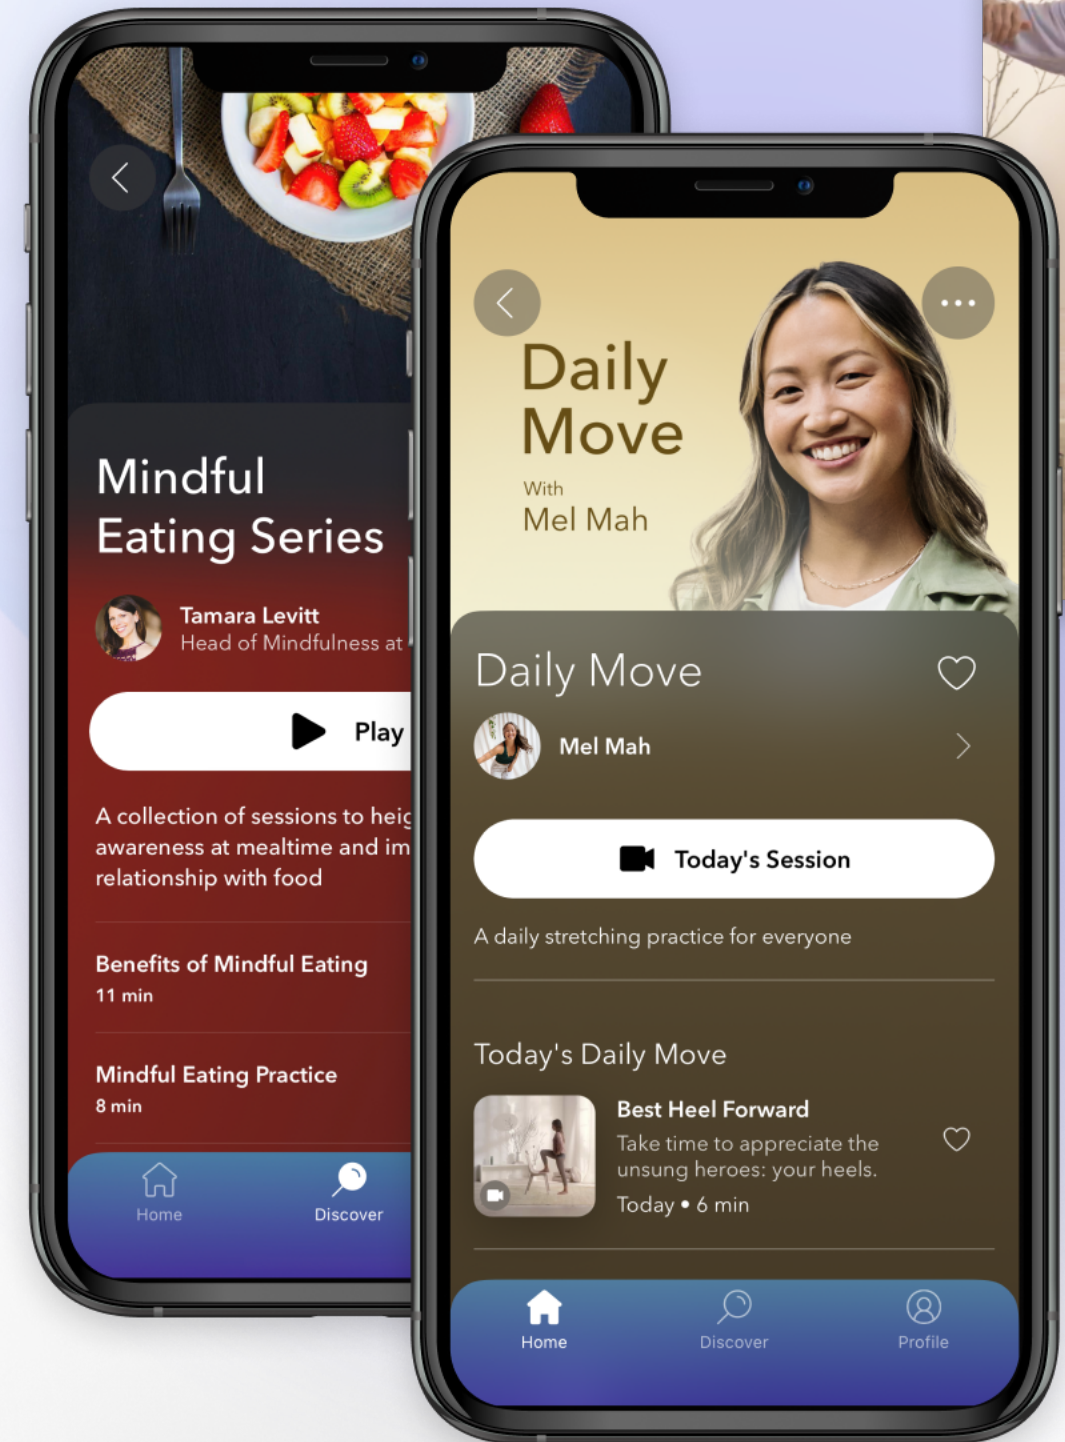 Mindful
Eating Series
Tamara Levitt
Head of Mindfulness at
Play
A collection of sessions to
awareness at mealtime and
relationship with food
Benefits of Mindful Eating
11 min
Mindful Eating Practice
8 min
Home
Discover
Daily
Move
With
Mel Mah
Daily Move
Mel Mah
Today's Session
A daily stretching practice for everyone
Today's Daily Move
Best Heel Forward
Take time to appreciate the
unsung heroes: your heels.
Today • 6 min
Home
Discover
Profile